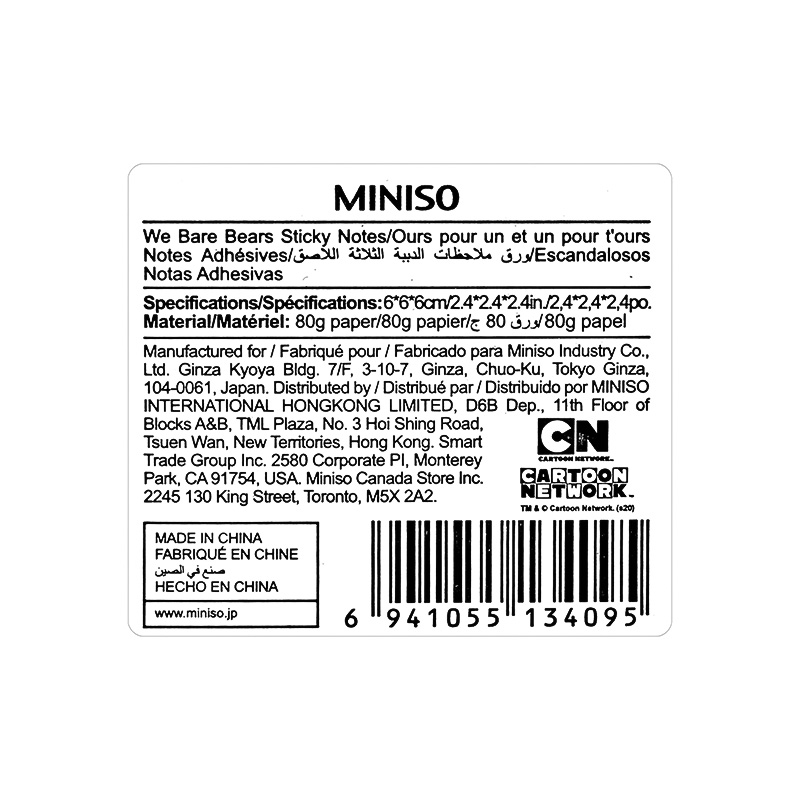 MINISO
We Bare Bears Sticky Notes/Ours pour un et un pour t'ours
Notes Adhésives/ورق ملاحظات الدببة الثلاثة اللاصق/Escandalosos
Notas Adhesivas
Specifications/Spécifications:6*6*6cm/2.4*2.4*2.4in./2,4*2,4*2,4po.
Material/Matériel: 80g paper/80g papier/ورق 80 ج/80g papel
Manufactured for / Fabriqué pour / Fabricado para Miniso Industry Co.,
Ltd. Ginza Kyoya Bldg. 7/F, 3-10-7, Ginza, Chuo-Ku, Tokyo Ginza,
104-0061, Japan. Distributed by / Distribué par / Distribuido por MINISO
INTERNATIONAL HONGKONG LIMITED, D6B Dep., 11th Floor of
Blocks A&B, TML Plaza, No. 3 Hoi Shing Road,
Tsuen Wan, New Territories, Hong Kong. Smart
Trade Group Inc. 2580 Corporate Pl, Monterey
Park, CA 91754, USA. Miniso Canada Store Inc.
2245 130 King Street, Toronto, M5X 2A2.
CN
CARTOON NETWORK™
CARTOON
NETWORK™
TM & © Cartoon Network. (s20)
MADE IN CHINA
FABRIQUÉ EN CHINE
صنع في الصين
HECHO EN CHINA
www.miniso.jp
6 941055 134095